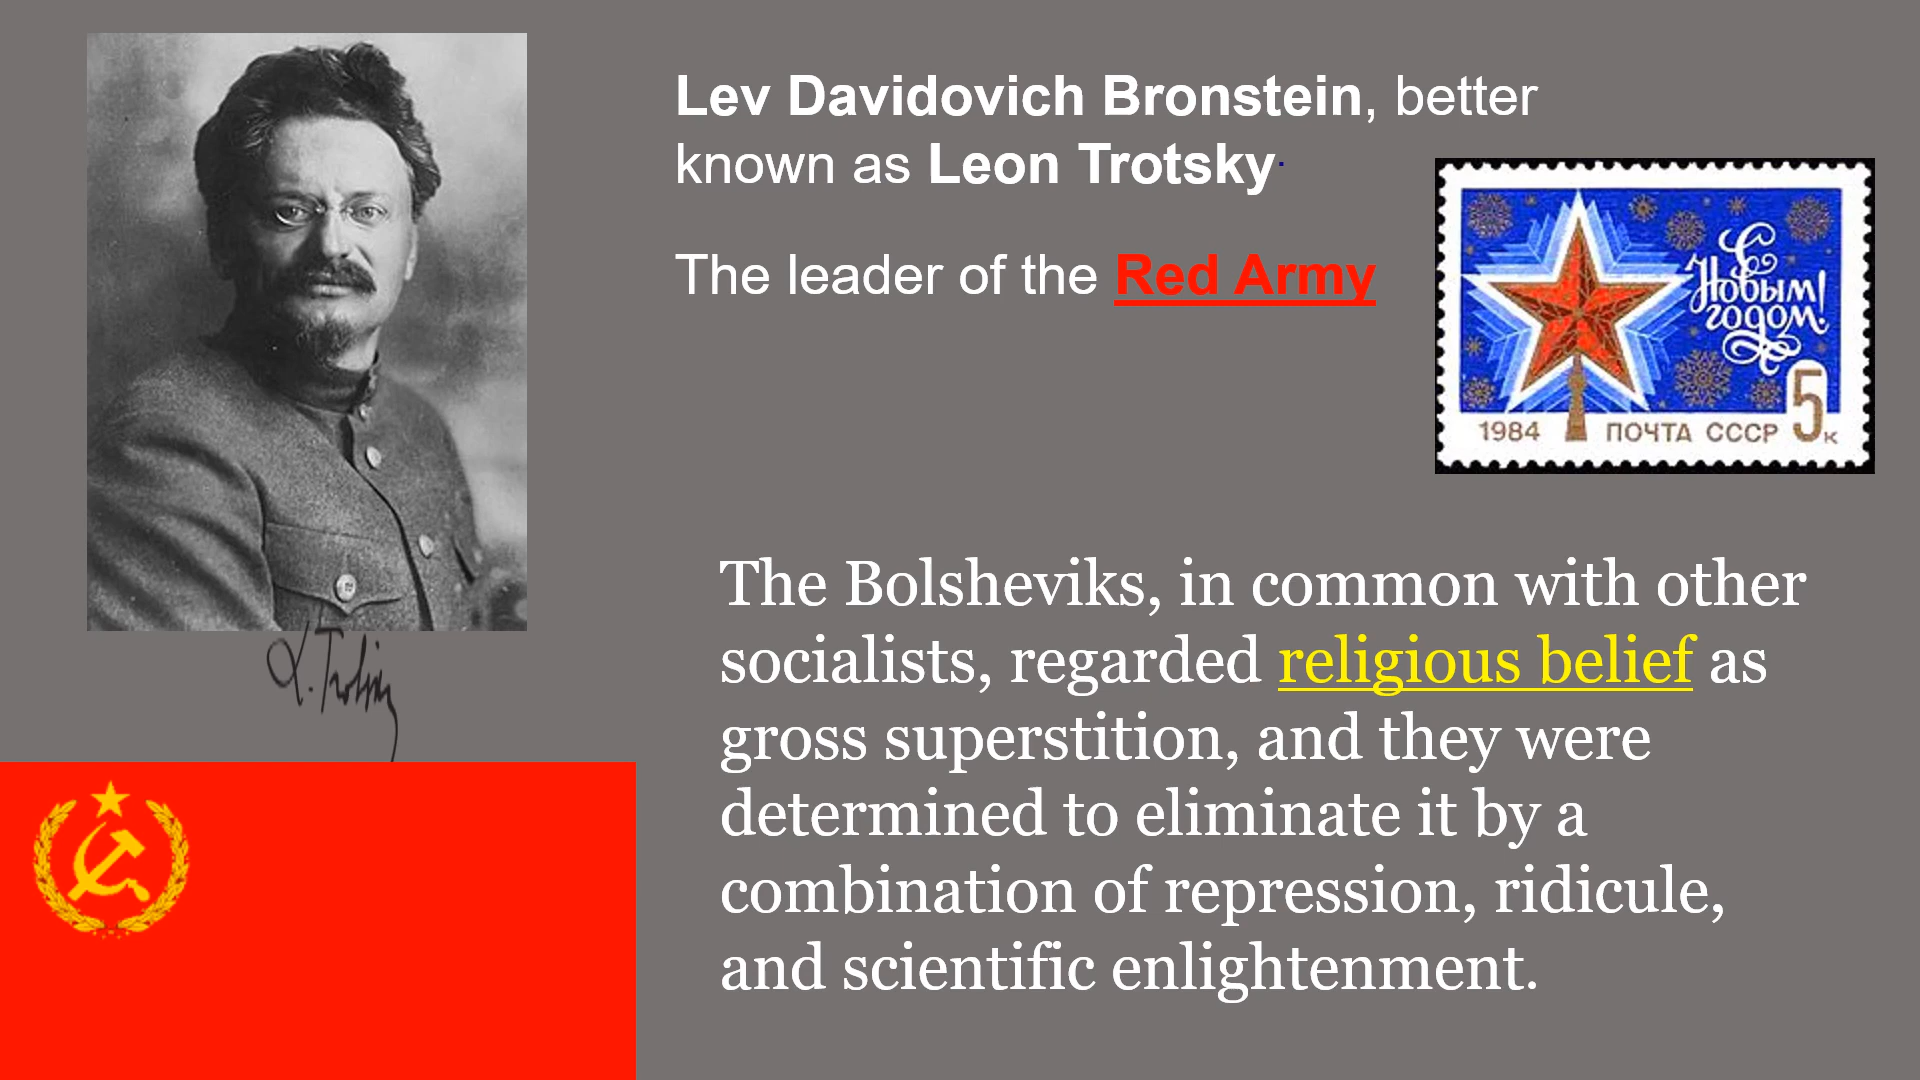 Lev Davidovich Bronstein, better
known as Leon Trotsky.
The leader of the Red Army
С
Новым!
годом!
5 к
1984 ПОЧТА СССР
L. Trotsky
The Bolsheviks, in common with other
socialists, regarded religious belief as
gross superstition, and they were
determined to eliminate it by a
combination of repression, ridicule,
and scientific enlightenment.